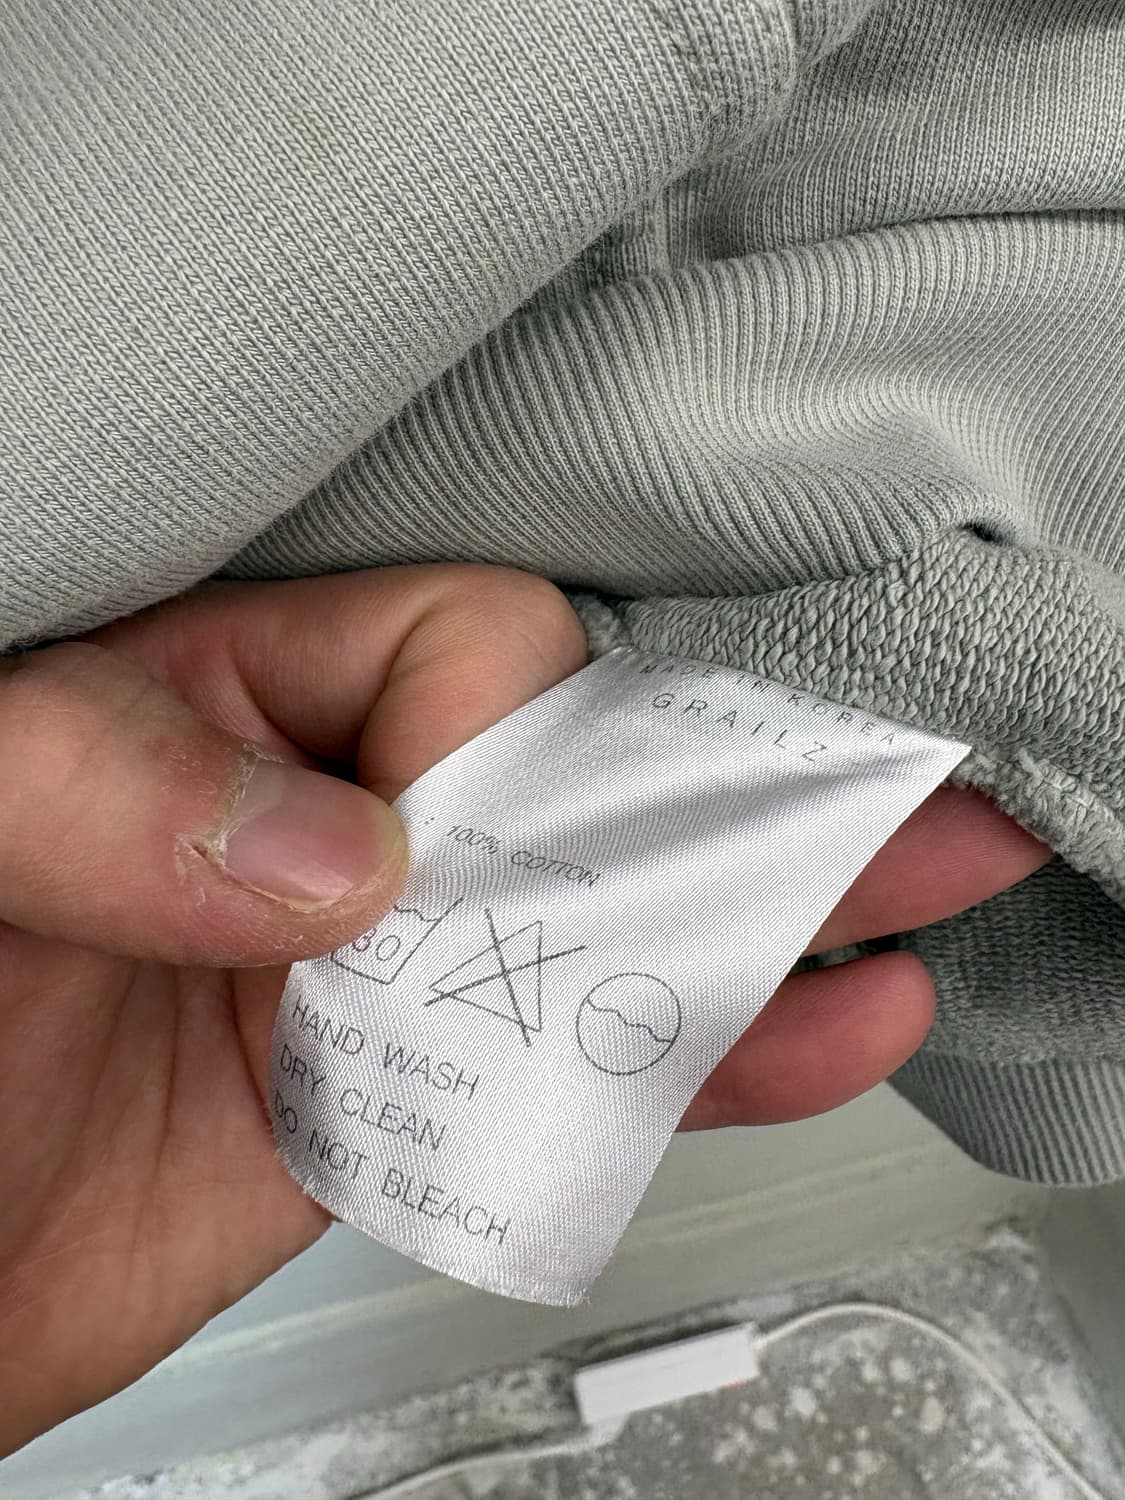 MADE IN KOREA
GRAILZ
: 100% COTTON
30
HAND WASH
DRY CLEAN
DO NOT BLEACH